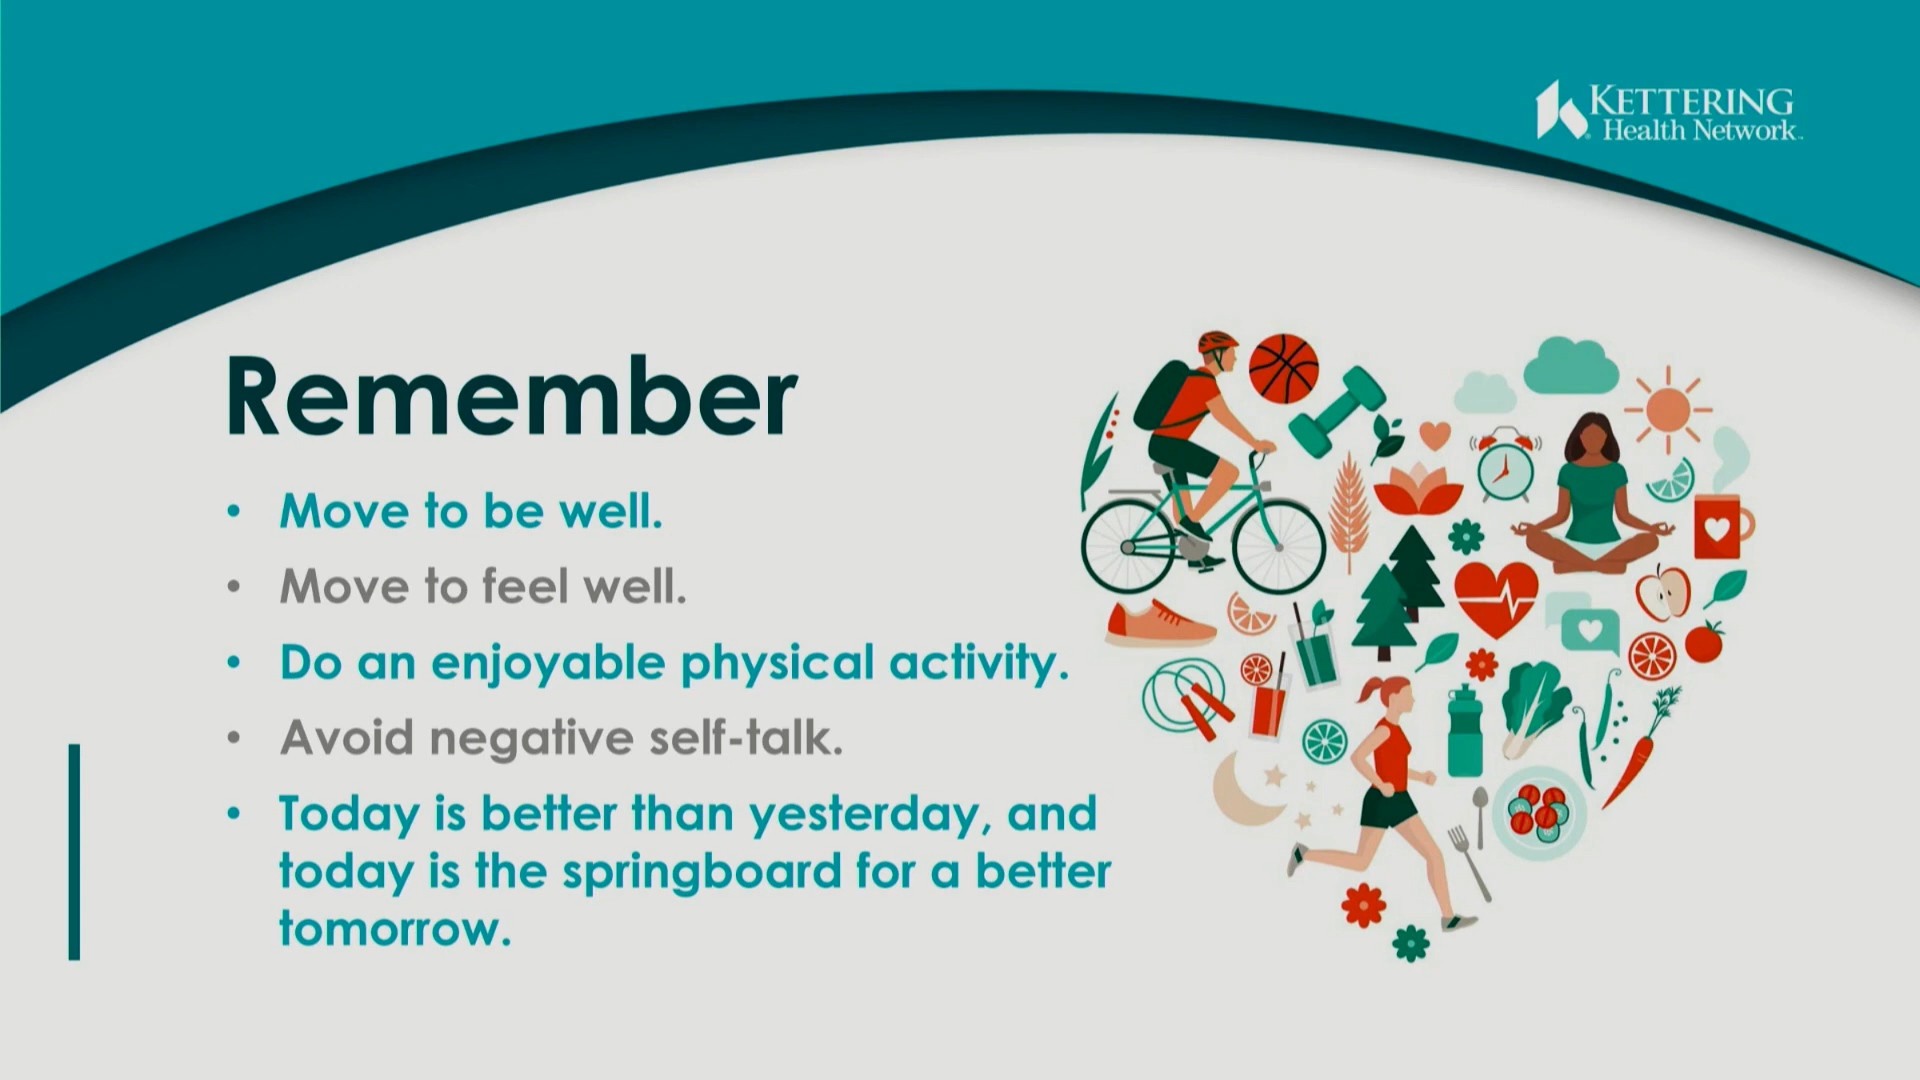 KETTERING
Health Network™
Remember
• Move to be well.
• Move to feel well.
• Do an enjoyable physical activity.
• Avoid negative self-talk.
• Today is better than yesterday, and
today is the springboard for a better
tomorrow.